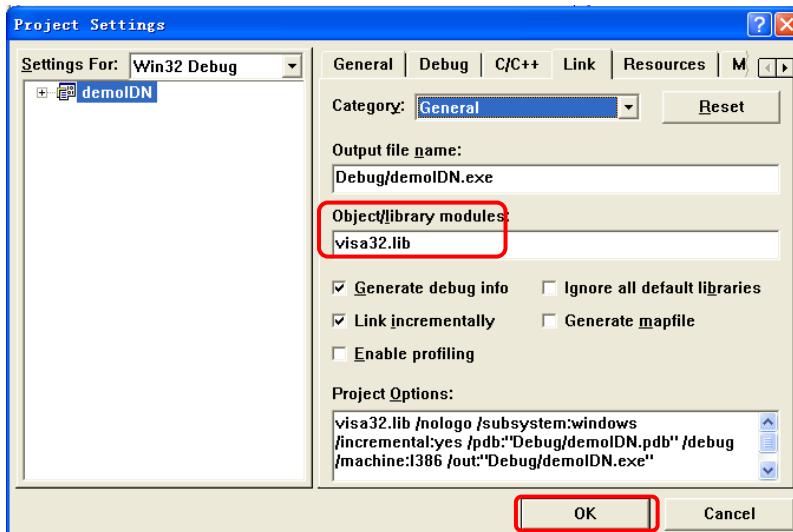 Project Settings
Settings For: Win32 Debug
demoIDN
General Debug C/C++ Link Resources M
Category: General Reset
Output file name:
Debug/demoIDN.exe
Object/library modules:
visa32.lib
Generate debug info Ignore all default libraries
Link incrementally Generate mapfile
Enable profiling
Project Options:
visa32.lib /nologo /subsystem:windows
/incremental:yes /pdb:"Debug/demoIDN.pdb" /debug
/machine:I386 /out:"Debug/demoIDN.exe"
OK Cancel